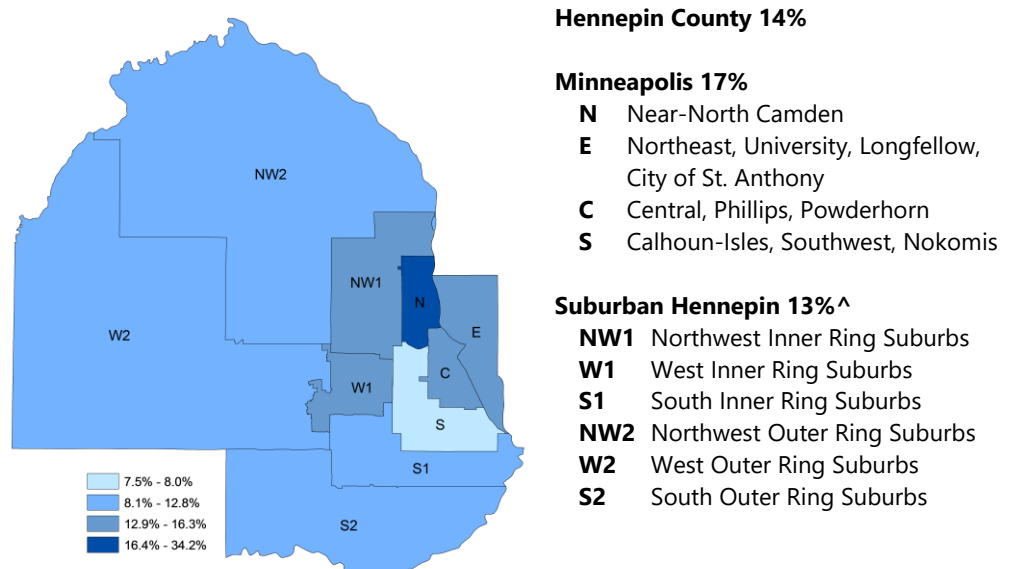 Hennepin County 14%
Minneapolis 17%
N Near-North Camden
E Northeast, University, Longfellow,
City of St. Anthony
C Central, Phillips, Powderhorn
S Calhoun-Isles, Southwest, Nokomis
Suburban Hennepin 13%^
NW1 Northwest Inner Ring Suburbs
W1 West Inner Ring Suburbs
S1 South Inner Ring Suburbs
NW2 Northwest Outer Ring Suburbs
W2 West Outer Ring Suburbs
S2 South Outer Ring Suburbs
NW2
NW1
N
E
W2
C
W1
S
S1
S2
7.5% - 8.0%
8.1% - 12.8%
12.9% - 16.3%
16.4% - 34.2%